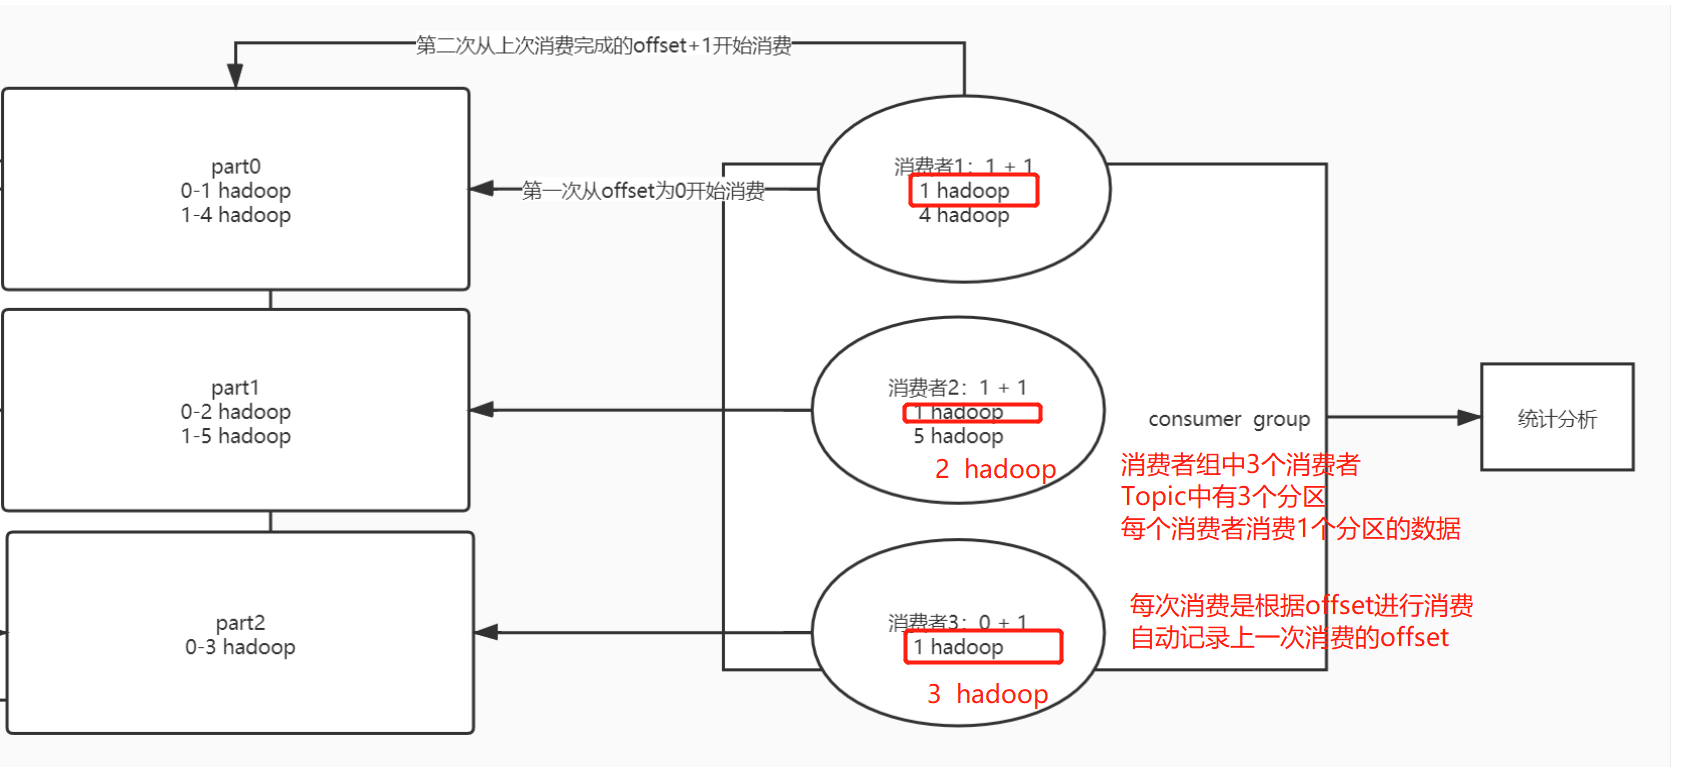 第二次从上次消费完成的offset+1开始消费
part0
0-1 hadoop
1-4 hadoop
第一次从offset为0开始消费
消费者1：1 + 1
1 hadoop
4 hadoop
part1
0-2 hadoop
1-5 hadoop
消费者2：1 + 1
1 hadoop
5 hadoop
2 hadoop
consumer group
统计分析
消费者组中3个消费者
Topic中有3个分区
每个消费者消费1个分区的数据
part2
0-3 hadoop
消费者3：0 + 1
1 hadoop
3 hadoop
每次消费是根据offset进行消费
自动记录上一次消费的offset